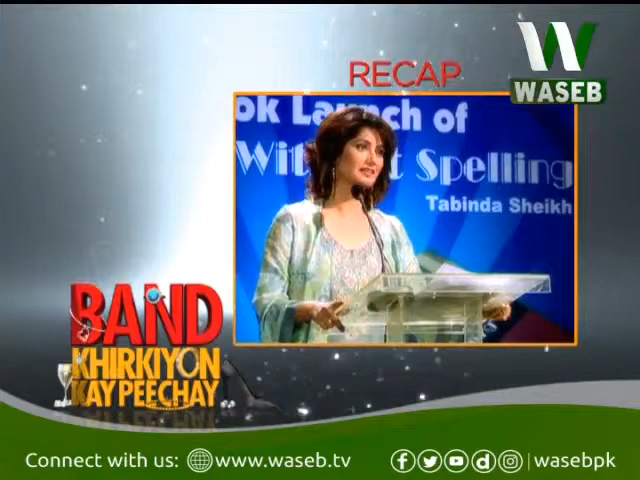 W
WASEB
RECAP
ok Launch of
Spelling
Tabinda Sheikh
BAND
KHIRKIYON
KAY PEECHAY
Connect with us: www.waseb.tv
wasebpk